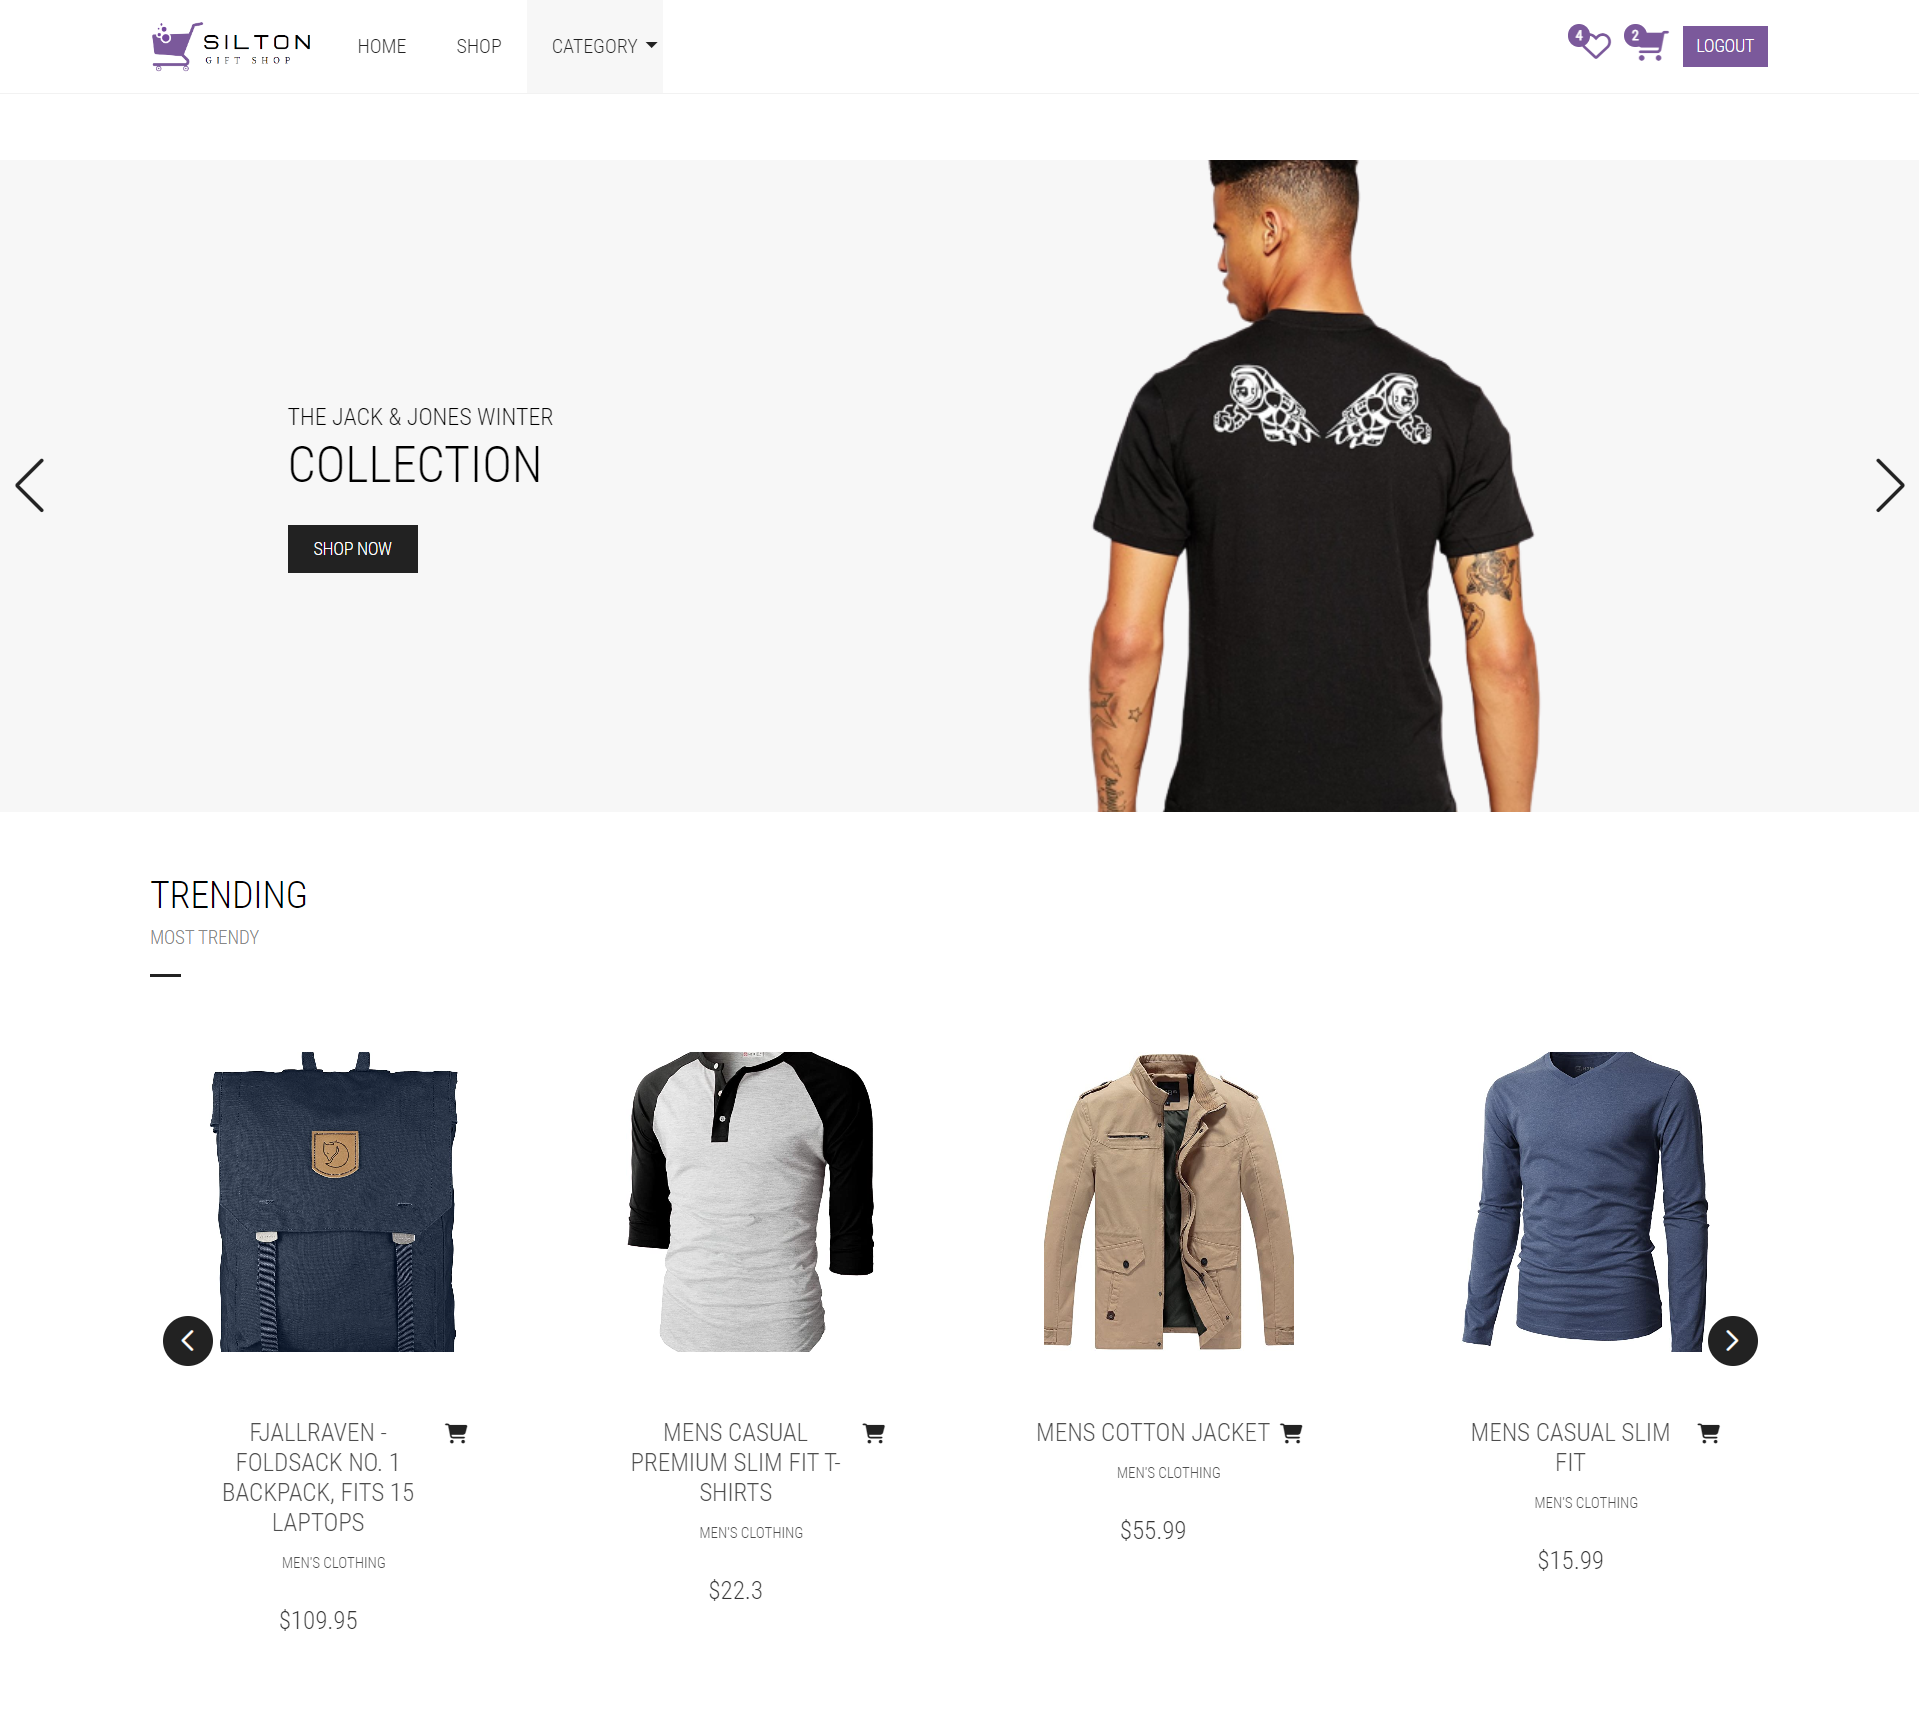 SILTON
GIFT SHOP
HOME
SHOP
CATEGORY
4
2
LOGOUT
THE JACK & JONES WINTER
COLLECTION
SHOP NOW
TRENDING
MOST TRENDY
FJALLRAVEN -
FOLDSACK NO. 1
BACKPACK, FITS 15
LAPTOPS
MEN'S CLOTHING
$109.95
MENS CASUAL
PREMIUM SLIM FIT T-
SHIRTS
MEN'S CLOTHING
$22.3
MENS COTTON JACKET
MEN'S CLOTHING
$55.99
MENS CASUAL SLIM
FIT
MEN'S CLOTHING
$15.99